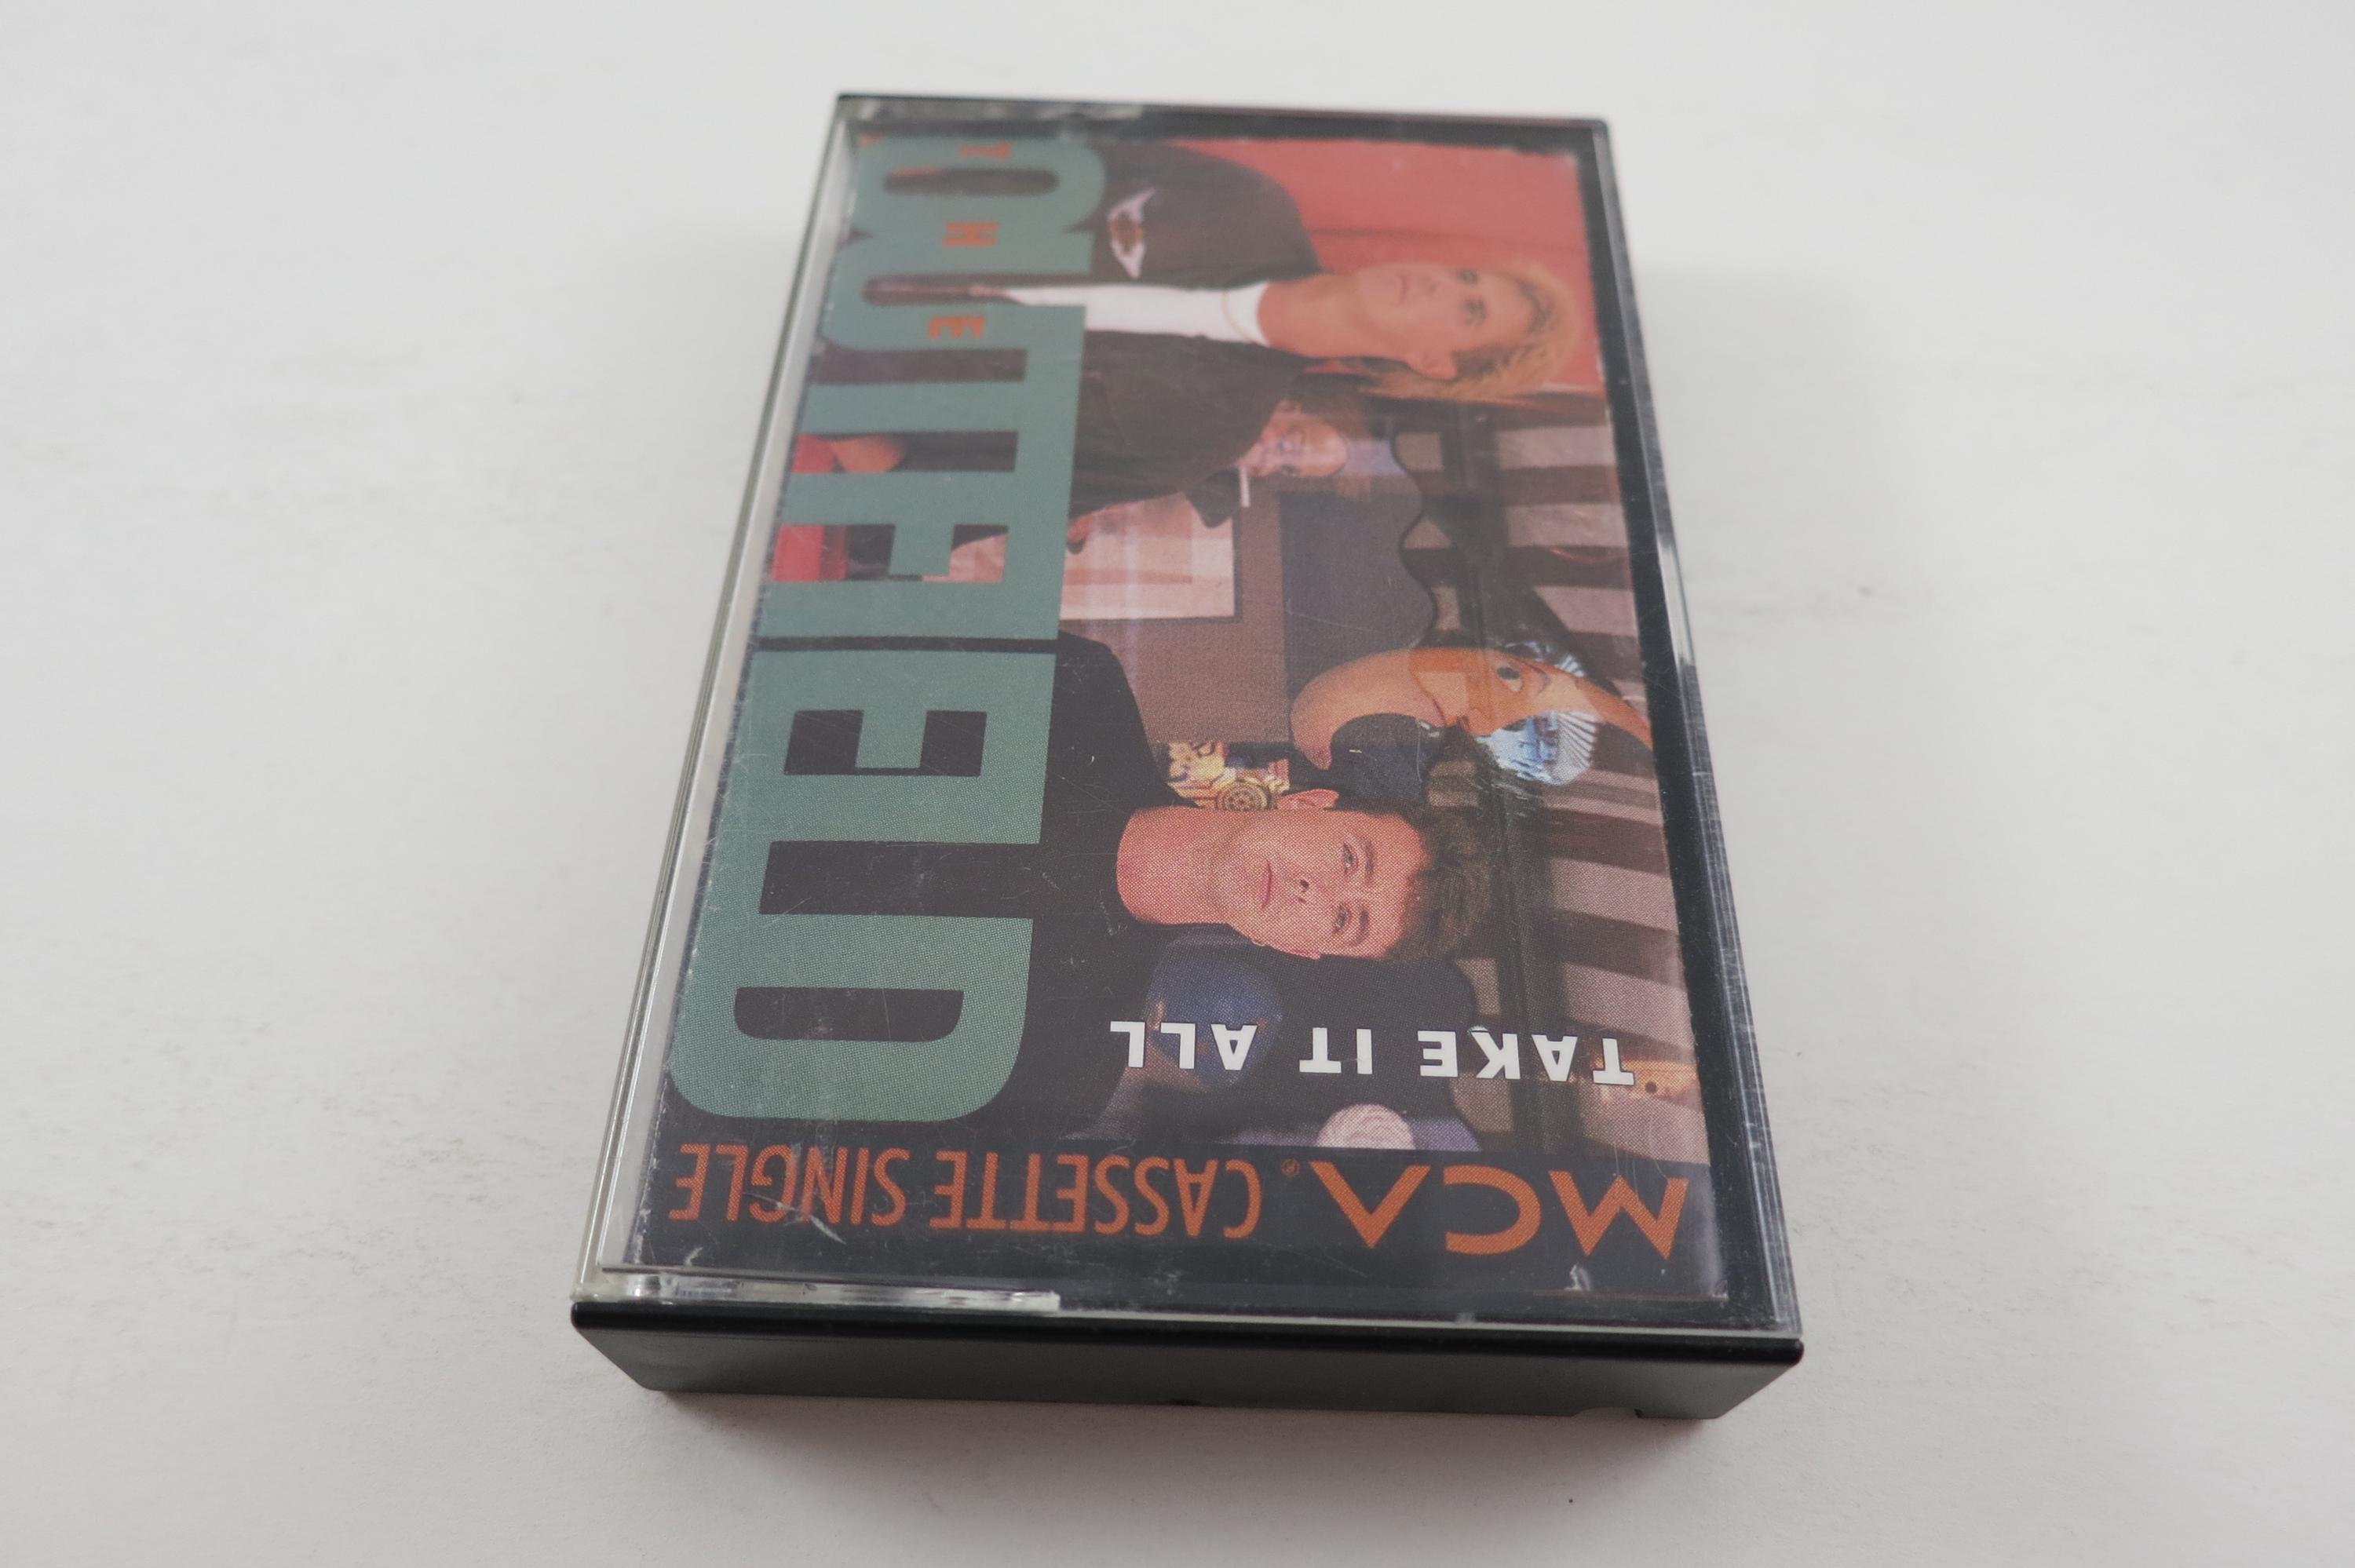 MCA® CASSETTE SINGLE
TAKE IT ALL
THE
OUTFIELD